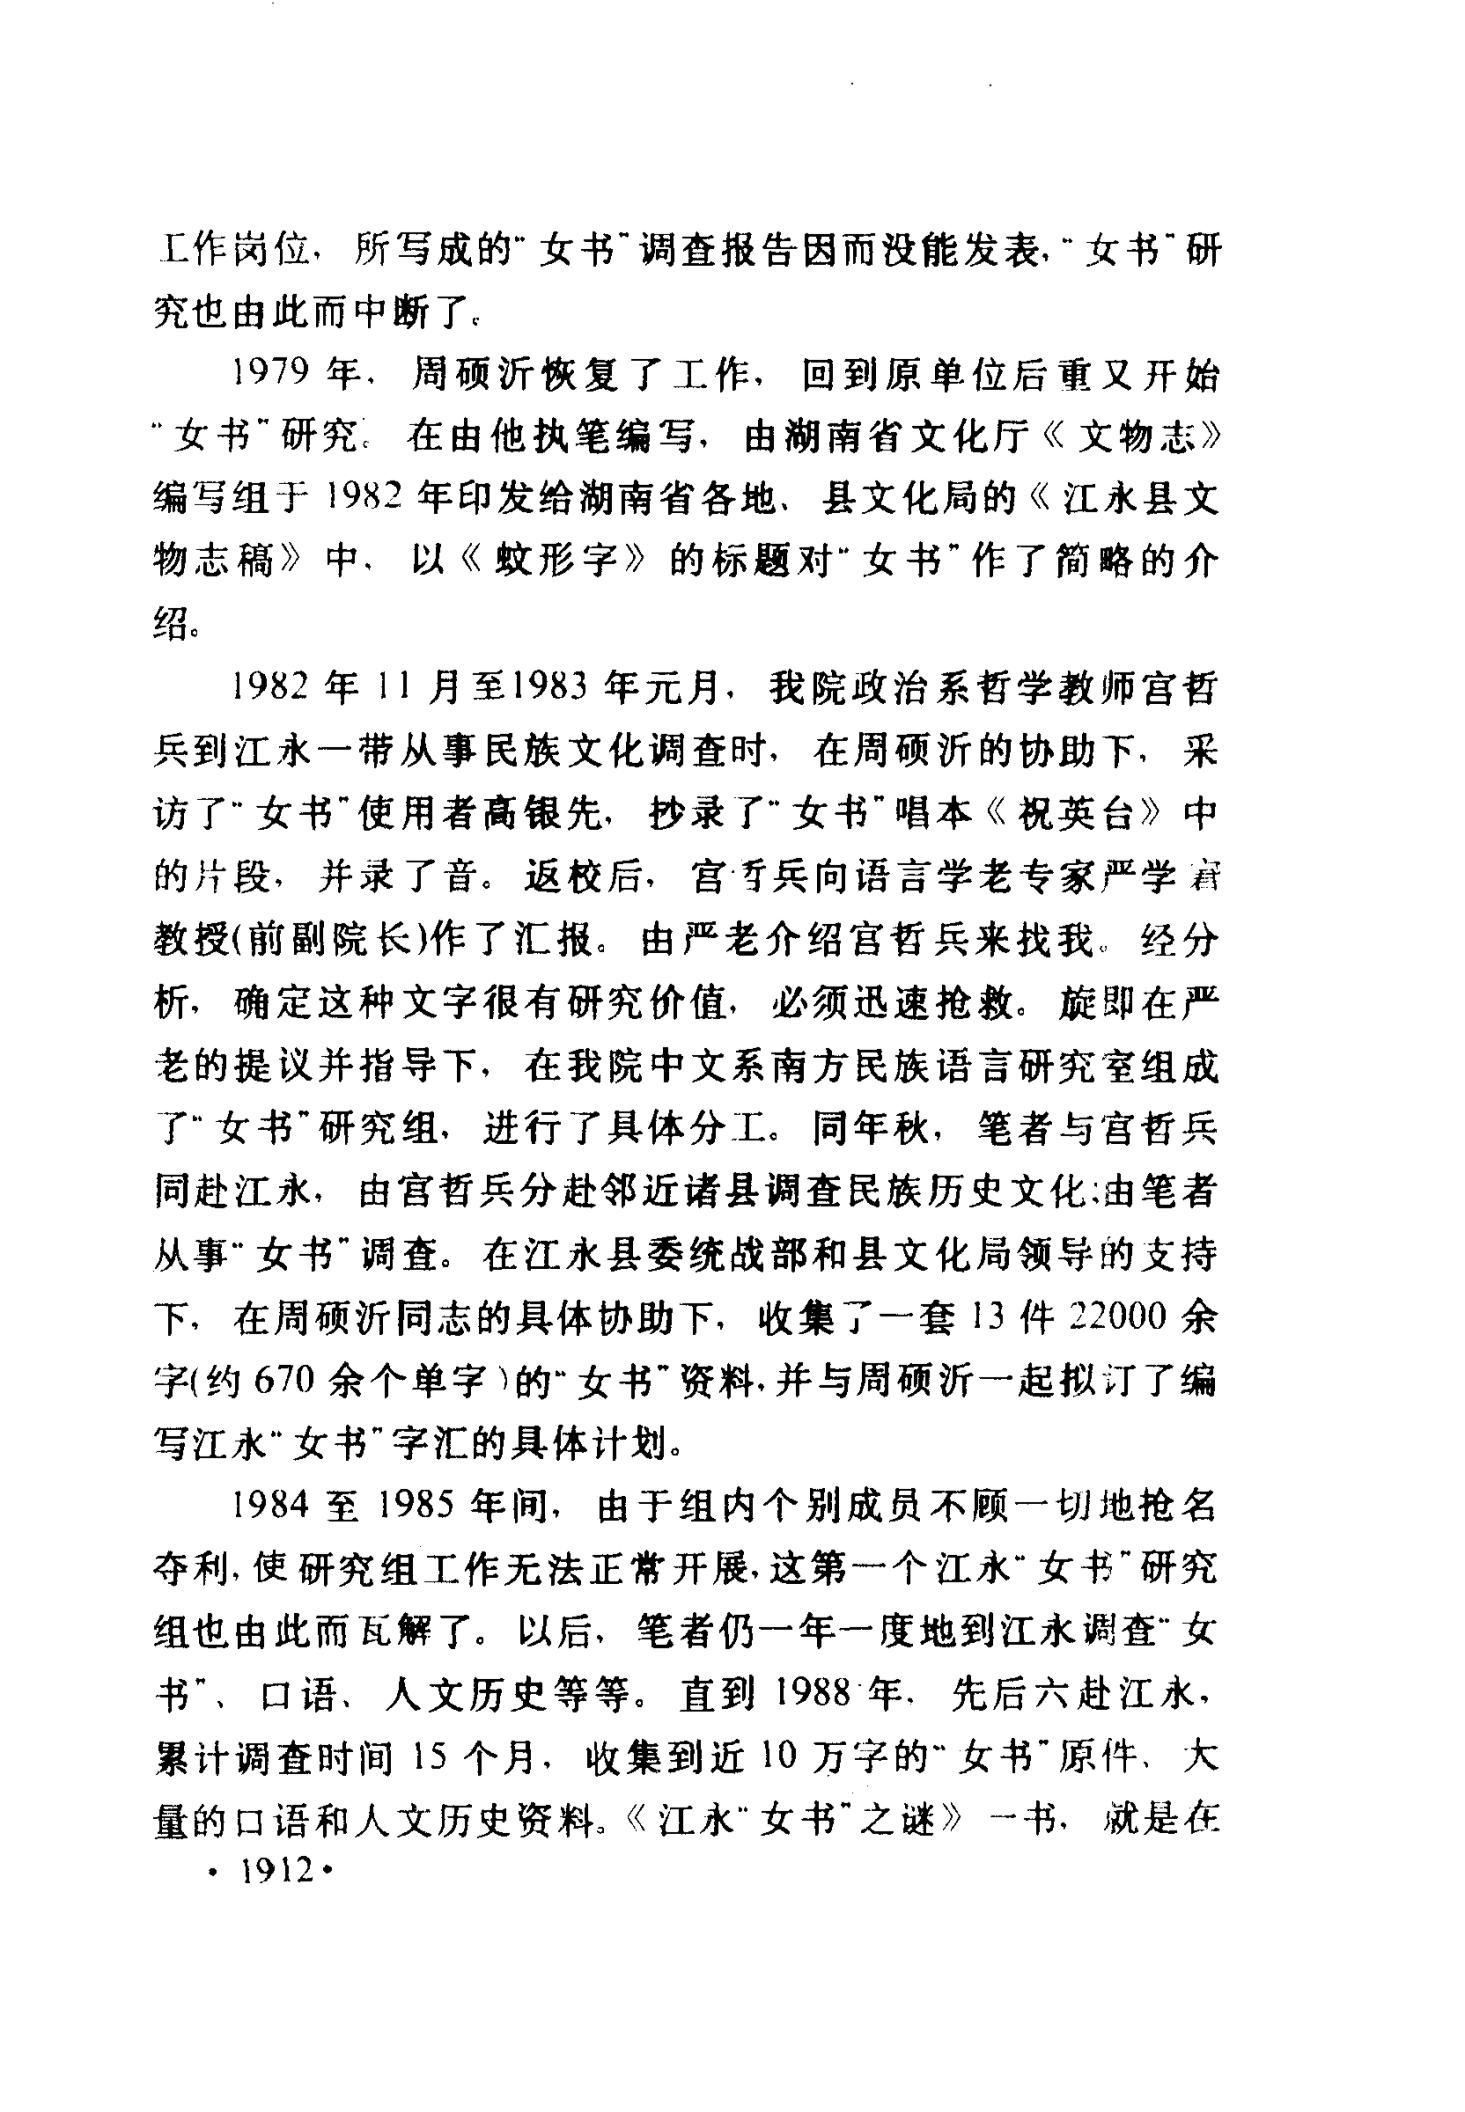 工作岗位，所写成的“女书”调查报告因而没能发表，“女书”研
究也由此而中断了。
1979 年，周硕沂恢复了工作，回到原单位后重又开始
“女书”研究。在由他执笔编写，由湖南省文化厅《文物志》
编写组于 1982 年印发给湖南省各地、县文化局的《江永县文
物志稿》中，以《蚊形字》的标题对“女书”作了简略的介
绍。
1982 年 11 月至1983 年元月，我院政治系哲学教师宫哲
兵到江永一带从事民族文化调查时，在周硕沂的协助下，采
访了“女书”使用者高银先，抄录了“女书”唱本《祝英台》中
的片段，并录了音。返校后，宫哲兵向语言学老专家严学宭
教授(前副院长)作了汇报。由严老介绍宫哲兵来找我。经分
析，确定这种文字很有研究价值，必须迅速抢救。旋即在严
老的提议并指导下，在我院中文系南方民族语言研究室组成
了“女书”研究组，进行了具体分工。同年秋，笔者与宫哲兵
同赴江永，由宫哲兵分赴邻近诸县调查民族历史文化;由笔者
从事“女书”调查。在江永县委统战部和县文化局领导的支持
下，在周硕沂同志的具体协助下，收集了一套 13 件 22000 余
字(约 670 余个单字)的“女书”资料,并与周硕沂一起拟订了编
写江永“女书”字汇的具体计划。
1984 至 1985 年间，由于组内个别成员不顾一切地抢名
夺利,使研究组工作无法正常开展,这第一个江永“女书”研究
组也由此而瓦解了。以后，笔者仍一年一度地到江永调查“女
书”、口语、人文历史等等。直到 1988 年，先后六赴江永，
累计调查时间 15 个月，收集到近 10 万字的“女书”原件、大
量的口语和人文历史资料。《江永“女书”之谜》一书，就是在
· 1912 ·